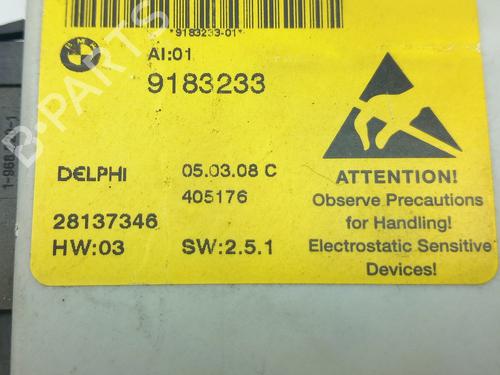 *9183233-01*
BMW
AI:01
9183233
DELPHI
05.03.08 C
405176
28137346
HW:03
SW:2.5.1
ATTENTION!
Observe Precautions
for Handling!
Electrostatic Sensitive
Devices!
B-PARTS